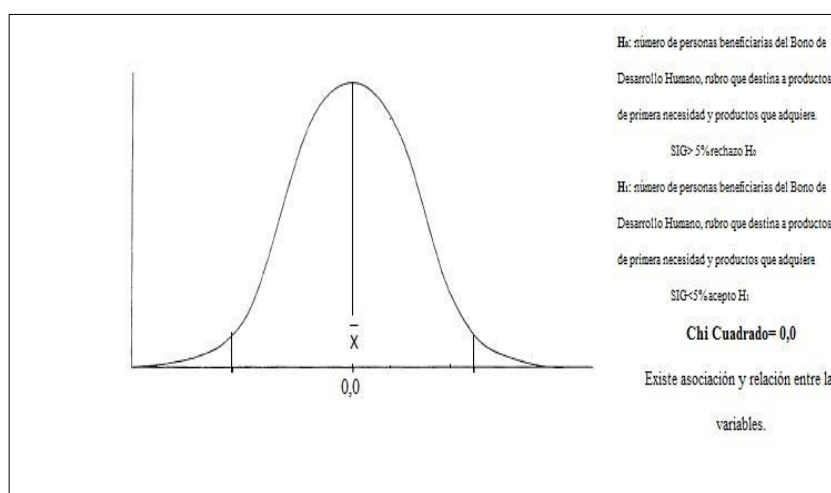 H₀: número de personas beneficiarias del Bono de
Desarrollo Humano, rubro que destina a productos
de primera necesidad y productos que adquiere.
SIG> 5% rechazo H₀
H₁: número de personas beneficiarias del Bono de
Desarrollo Humano, rubro que destina a productos
de primera necesidad y productos que adquiere
SIG<5% acepto H₁
Chi Cuadrado= 0,0
Existe asociación y relación entre la
variables.
X̄
0,0